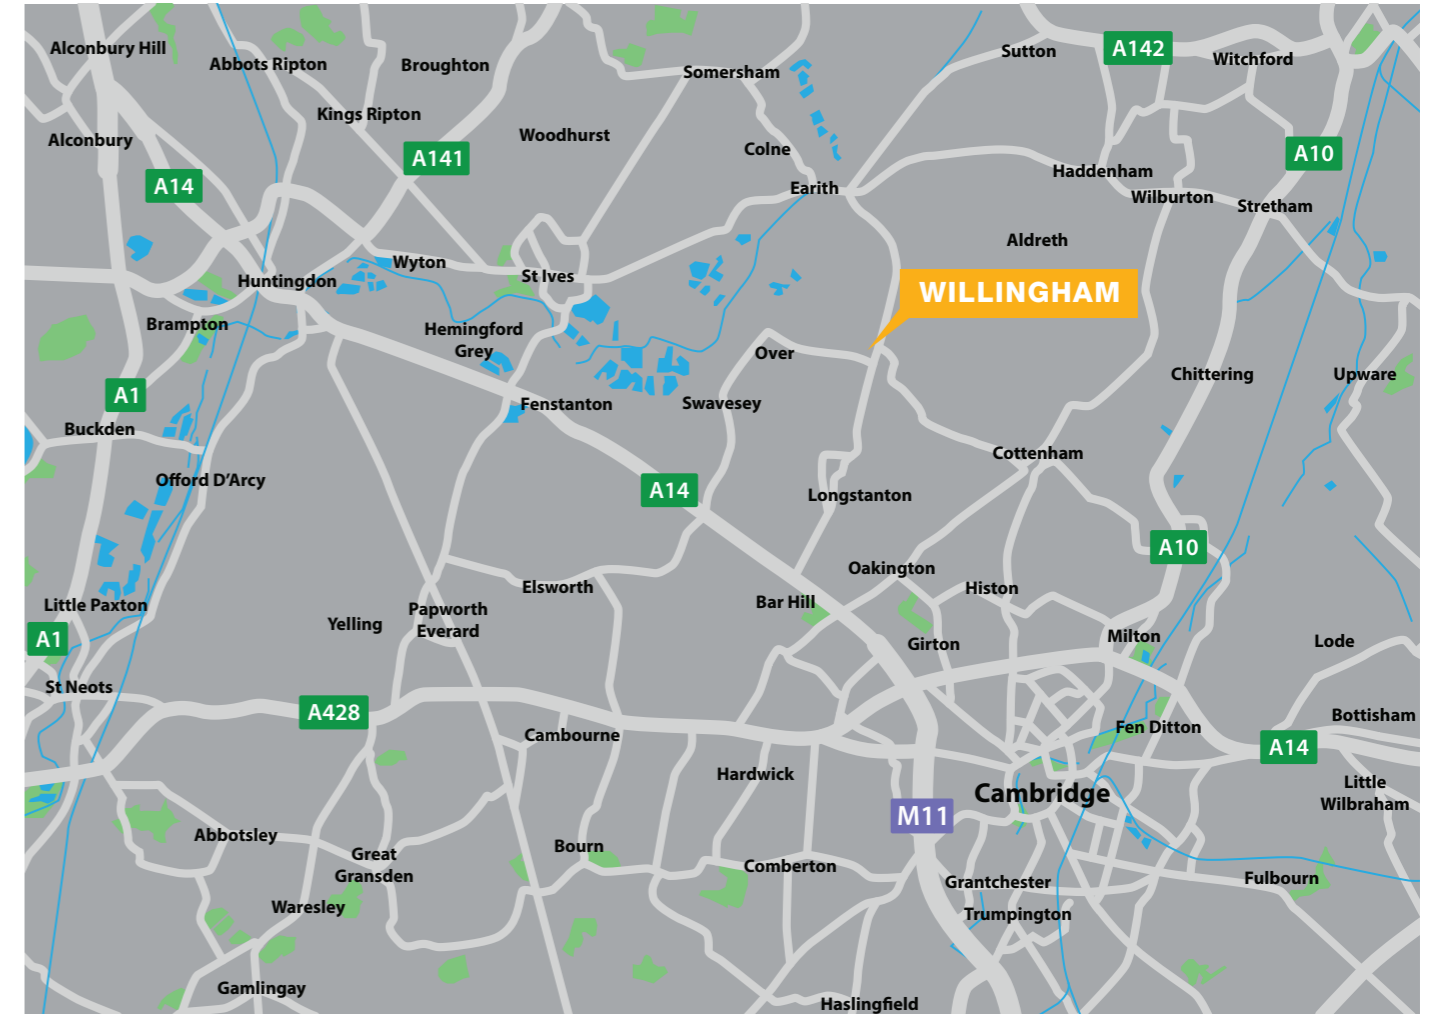 Alconbury Hill
Abbots Ripton
Broughton
Somersham
Sutton
A142
Witchford
Kings Ripton
Woodhurst
Alconbury
A141
Colne
A10
A14
Earith
Haddenham
Wilburton
Stretham
Aldreth
Wyton
St Ives
Huntingdon
WILLINGHAM
Brampton
Hemingford
Grey
Over
Chittering
Upware
A1
Fenstanton
Swavesey
Buckden
Cottenham
Offord D'Arcy
A14
Longstanton
A10
Oakington
Elsworth
Histon
Bar Hill
Little Paxton
Papworth
Everard
Yelling
A1
Girton
Milton
Lode
St Neots
A428
Cambourne
Fen Ditton
Bottisham
A14
Hardwick
Cambridge
Little
Wilbraham
M11
Abbotsley
Bourn
Great
Gransden
Comberton
Grantchester
Fulbourn
Waresley
Trumpington
Gamlingay
Haslingfield